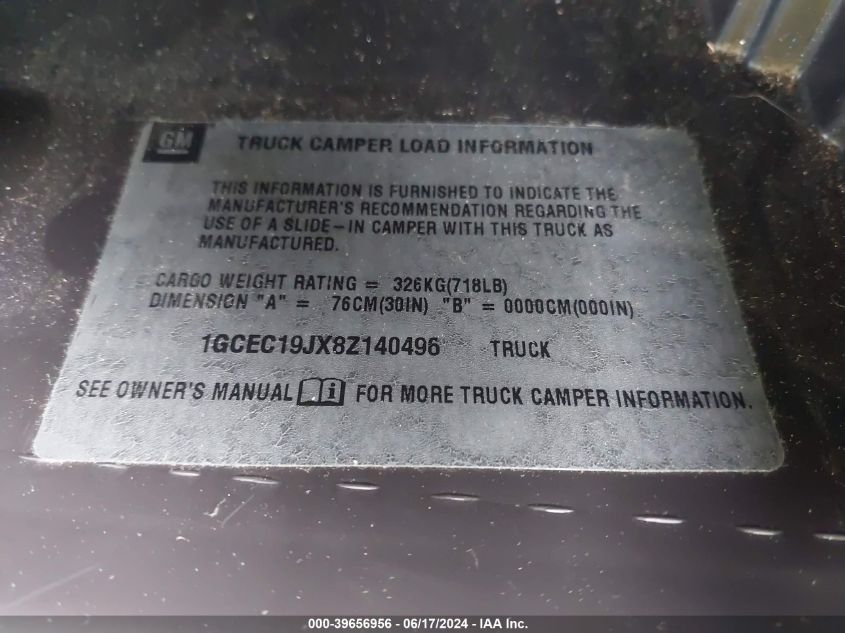 GM TRUCK CAMPER LOAD INFORMATION
THIS INFORMATION IS FURNISHED TO INDICATE THE
MANUFACTURER'S RECOMMENDATION REGARDING THE
USE OF A SLIDE-IN CAMPER WITH THIS TRUCK AS
MANUFACTURED.
CARGO WEIGHT RATING = 326KG(718LB)
DIMENSION "A" = 76CM(30IN) "B" = 0000CM(000IN)
1GCEC19JX8Z140496 TRUCK
SEE OWNER'S MANUAL i FOR MORE TRUCK CAMPER INFORMATION.
000-39656956 - 06/17/2024 - IAA Inc.